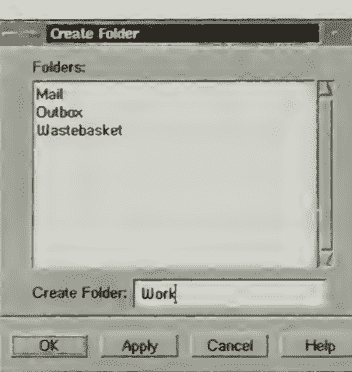 Create Folder
Folders:
Mail
Outbox
Wastebasket
Create Folder: Work
OK Apply Cancel Help